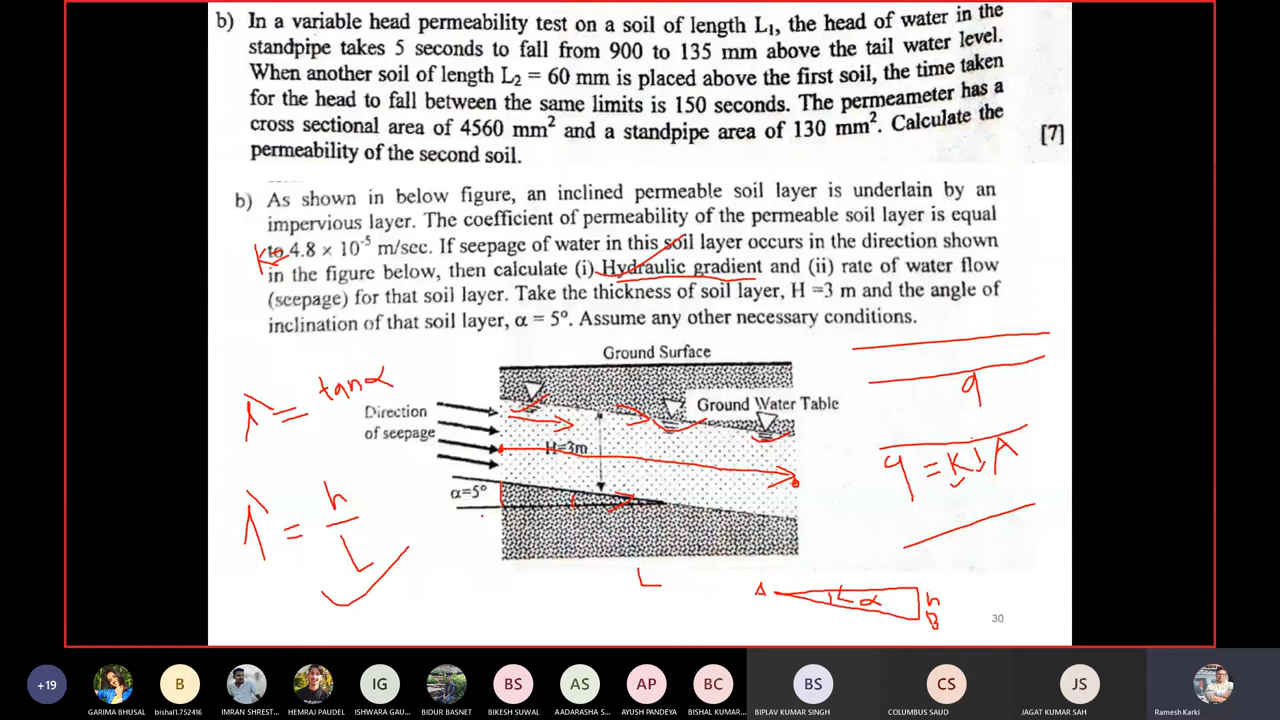 b) In a variable head permeability test on a soil of length L₁, the head of water in the
standpipe takes 5 seconds to fall from 900 to 135 mm above the tail water level.
When another soil of length L₂ = 60 mm is placed above the first soil, the time taken
for the head to fall between the same limits is 150 seconds. The permeameter has a
cross sectional area of 4560 mm² and a standpipe area of 130 mm². Calculate the
permeability of the second soil.
[7]
b) As shown in below figure, an inclined permeable soil layer is underlain by an
impervious layer. The coefficient of permeability of the permeable soil layer is equal
to 4.8 × 10⁻⁵ m/sec. If seepage of water in this soil layer occurs in the direction shown
in the figure below, then calculate (i) Hydraulic gradient and (ii) rate of water flow
(seepage) for that soil layer. Take the thickness of soil layer, H =3 m and the angle of
inclination of that soil layer, α = 5°. Assume any other necessary conditions.
K
Ground Surface
Ground Water Table
Direction
of seepage
H=3m
α=5°
= tanα
= h
L
q
q = K i A
L
A
L α
h
B
30
+19
GARIMA BHUSAL
B
bishal1.752416
IMRAN SHREST...
HEMRAJ PAUDEL
IG
ISHWARA GAU...
BIDUR BASNET
BS
BIKESH SUWAL
AS
AADARASHA S...
AP
AYUSH PANDEYA
BC
BISHAL KUMAR...
BS
BIPLAV KUMAR SINGH
CS
COLUMBUS SAUD
JS
JAGAT KUMAR SAH
Ramesh Karki